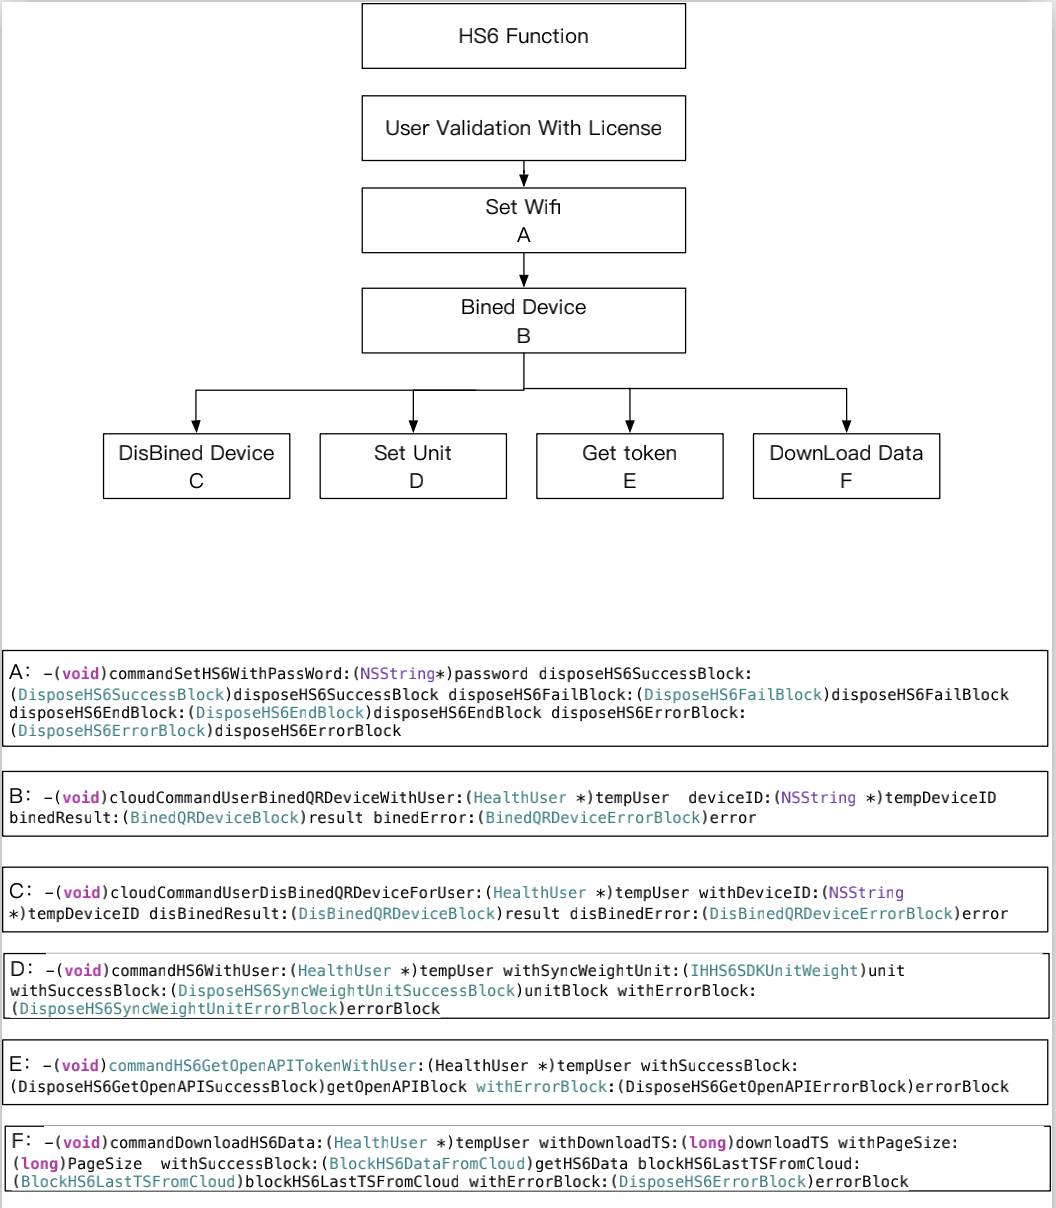 HS6 Function
User Validation With License
Set Wifi
A
Bined Device
B
DisBined Device
C
Set Unit
D
Get token
E
DownLoad Data
F
A: -(void)commandSetHS6WithPassWord:(NSString*)password disposeHS6SuccessBlock:
(DisposeHS6SuccessBlock)disposeHS6SuccessBlock disposeHS6FailBlock:(DisposeHS6FailBlock)disposeHS6FailBlock
disposeHS6EndBlock:(DisposeHS6EndBlock)disposeHS6EndBlock disposeHS6ErrorBlock:
(DisposeHS6ErrorBlock)disposeHS6ErrorBlock
B: -(void)cloudCommandUserBinedQRDeviceWithUser:(HealthUser *)tempUser  deviceID:(NSString *)tempDeviceID
binedResult:(BinedQRDeviceBlock)result binedError:(BinedQRDeviceErrorBlock)error
C: -(void)cloudCommandUserDisBinedQRDeviceForUser:(HealthUser *)tempUser withDeviceID:(NSString
*)tempDeviceID disBinedResult:(DisBinedQRDeviceBlock)result disBinedError:(DisBinedQRDeviceErrorBlock)error
D: -(void)commandHS6WithUser:(HealthUser *)tempUser withSyncWeightUnit:(IHHS6SDKUnitWeight)unit
withSuccessBlock:(DisposeHS6SyncWeightUnitSuccessBlock)unitBlock withErrorBlock:
(DisposeHS6SyncWeightUnitErrorBlock)errorBlock
E: -(void)commandHS6GetOpenAPITokenWithUser:(HealthUser *)tempUser withSuccessBlock:
(DisposeHS6GetOpenAPISuccessBlock)getOpenAPIBlock withErrorBlock:(DisposeHS6GetOpenAPIErrorBlock)errorBlock
F: -(void)commandDownloadHS6Data:(HealthUser *)tempUser withDownloadTS:(long)downloadTS withPageSize:
(long)PageSize  withSuccessBlock:(BlockHS6DataFromCloud)getHS6Data blockHS6LastTSFromCloud:
(BlockHS6LastTSFromCloud)blockHS6LastTSFromCloud withErrorBlock:(DisposeHS6ErrorBlock)errorBlock